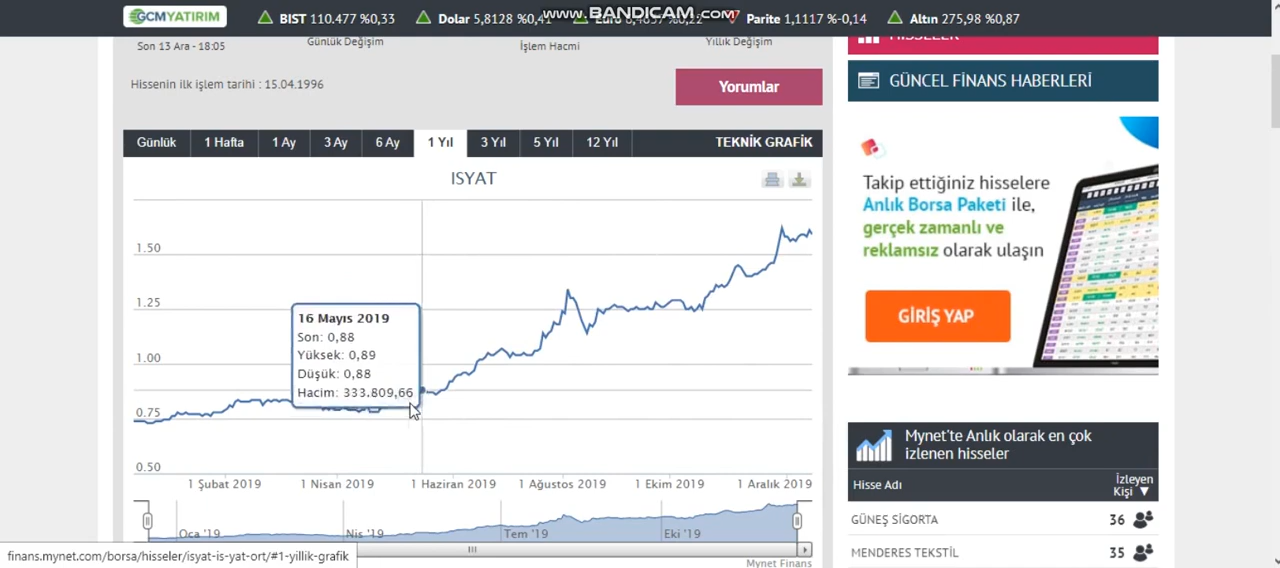 GCMYATIRIM
BIST 110.477 %0,33
Dolar 5,8128 %0,41
www.BANDICAM.com
Parite 1,1117 %-0,14
Altın 275,98 %0,87
Son 13 Ara - 18:05
Günlük Değişim
İşlem Hacmi
Yıllık Değişim
HİSSELER
Hissenin ilk işlem tarihi : 15.04.1996
Yorumlar
GÜNCEL FİNANS HABERLERİ
Günlük
1 Hafta
1 Ay
3 Ay
6 Ay
1 Yıl
3 Yıl
5 Yıl
12 Yıl
TEKNİK GRAFİK
ISYAT
1.50
1.25
1.00
0.75
0.50
16 Mayıs 2019
Son: 0,88
Yüksek: 0,89
Düşük: 0,88
Hacim: 333.809,66
1 Şubat 2019
1 Nisan 2019
1 Haziran 2019
1 Ağustos 2019
1 Ekim 2019
1 Aralık 2019
Oca '19
Nis '19
Tem '19
Eki '19
Mynet Finans
finans.mynet.com/borsa/hisseler/isyat-is-yat-ort/#1-yillik-grafik
Takip ettiğiniz hisselere
Anlık Borsa Paketi ile,
gerçek zamanlı ve
reklamsız olarak ulaşın
GİRİŞ YAP
Mynet'te Anlık olarak en çok
izlenen hisseler
Hisse Adı
İzleyen
Kişi ▼
GÜNEŞ SİGORTA 36
MENDERES TEKSTİL 35